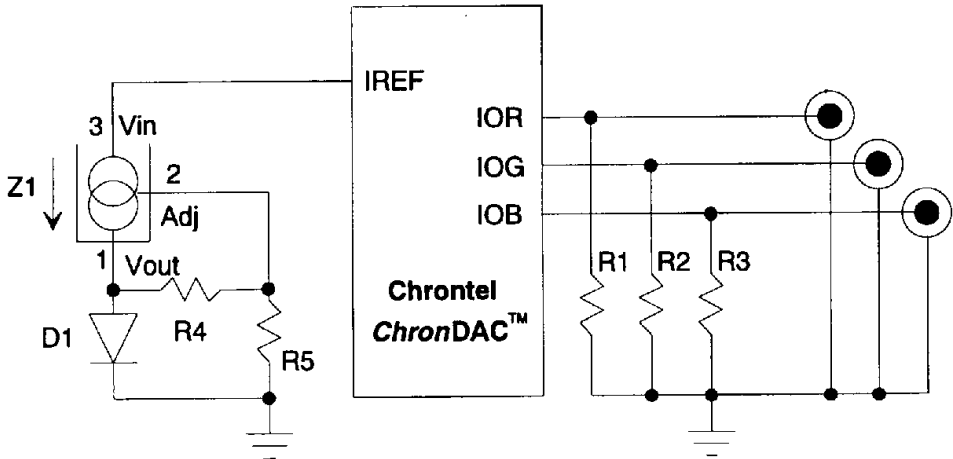 IREF
3 Vin
IOR
2
Z1
IOG
Adj
IOB
1 Vout
R1 R2 R3
Chrontel
ChronDAC™
D1
R4
R5